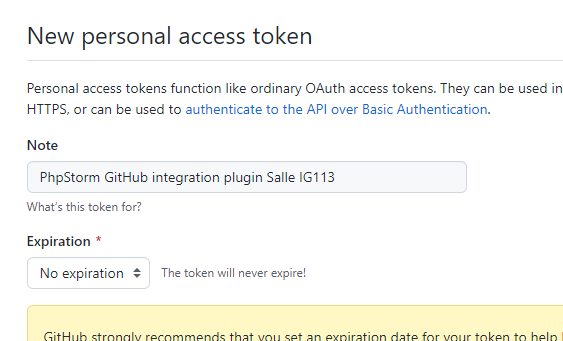 New personal access token
Personal access tokens function like ordinary OAuth access tokens. They can be used in
HTTPS, or can be used to authenticate to the API over Basic Authentication.
Note
PhpStorm GitHub integration plugin Salle IG113
What's this token for?
Expiration *
No expiration
The token will never expire!
GitHub strongly recommends that you set an expiration date for your token to help